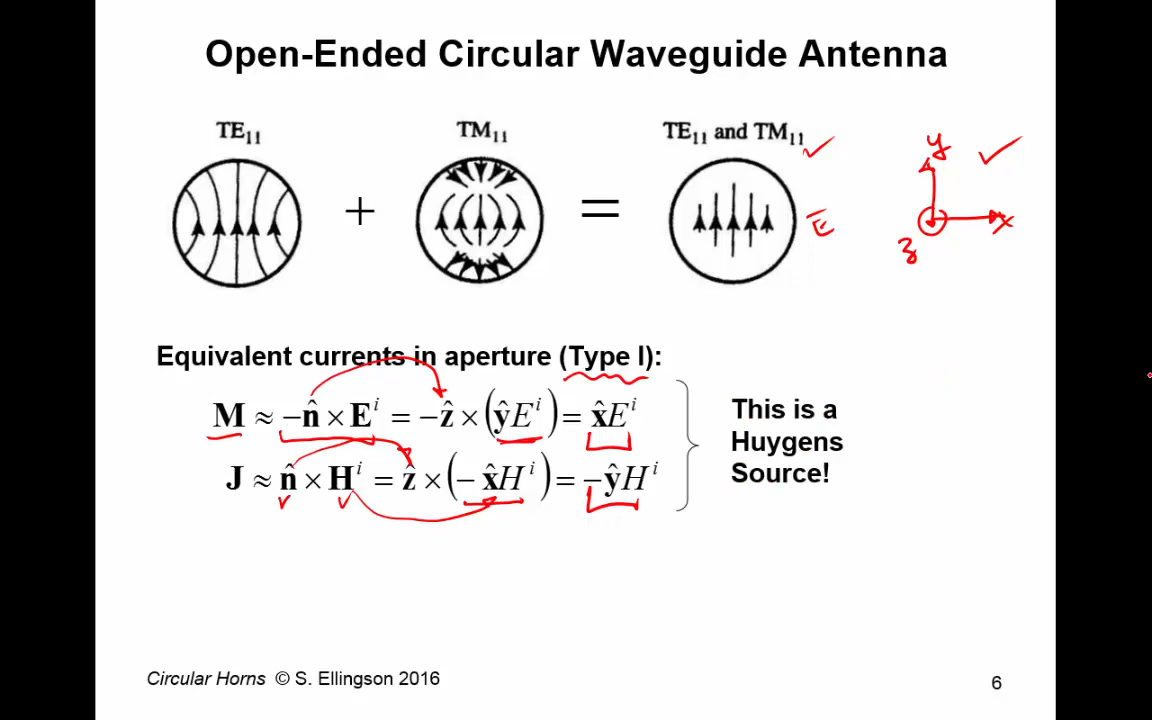 Open-Ended Circular Waveguide Antenna
TE₁₁
TM₁₁
TE₁₁ and TM₁₁
+
=
E̅
y
x
z
Equivalent currents in aperture (Type I):
M ≈ −n̂ × Eⁱ = −ẑ × (ŷEⁱ) = x̂Eⁱ
J ≈ n̂ × Hⁱ = ẑ × (−x̂Hⁱ) = −ŷHⁱ
This is a
Huygens
Source!
Circular Horns © S. Ellingson 2016
6